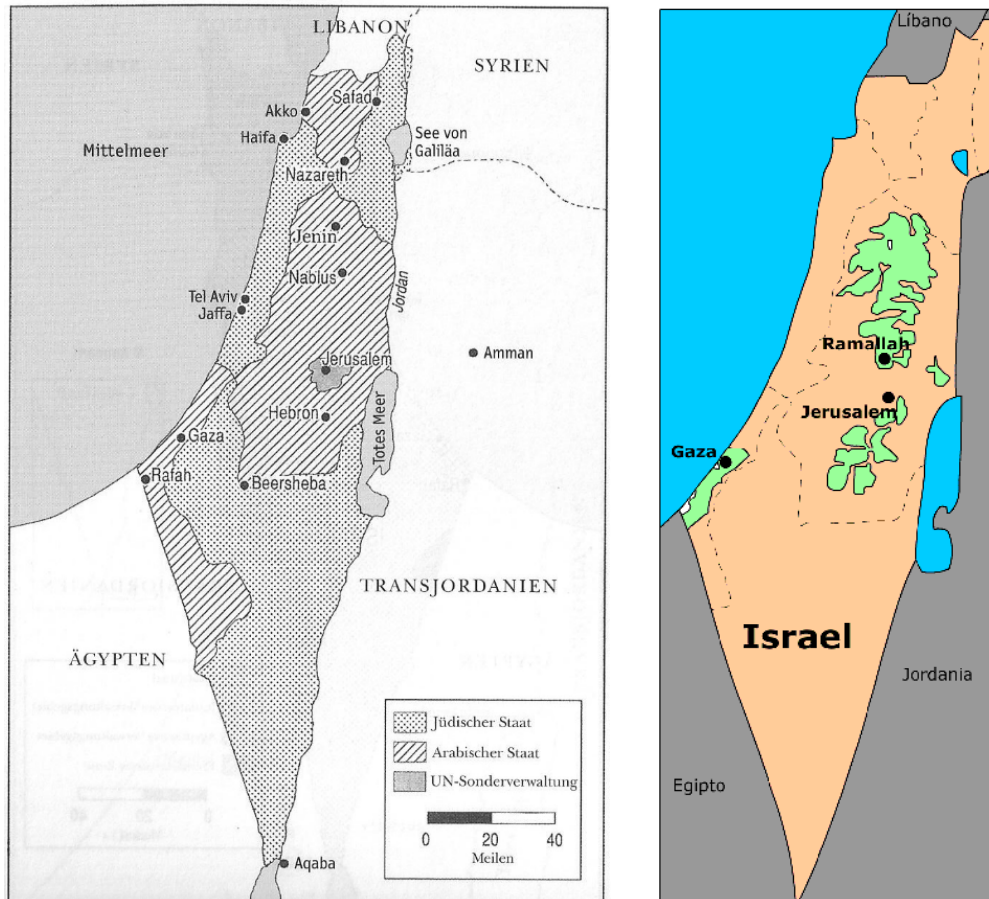 LIBANON
SYRIEN
Safad
Akko
Haifa
See von
Galiläa
Mittelmeer
Nazareth
Jenin
Nablus
Jordan
Tel Aviv
Jaffa
Jerusalem
Amman
Hebron
Totes Meer
Gaza
Rafah
Beersheba
TRANSJORDANIEN
ÄGYPTEN
Jüdischer Staat
Arabischer Staat
UN-Sonderverwaltung
0 20 40
Meilen
Aqaba
Líbano
Ramallah
Jerusalem
Gaza
Israel
Jordania
Egipto